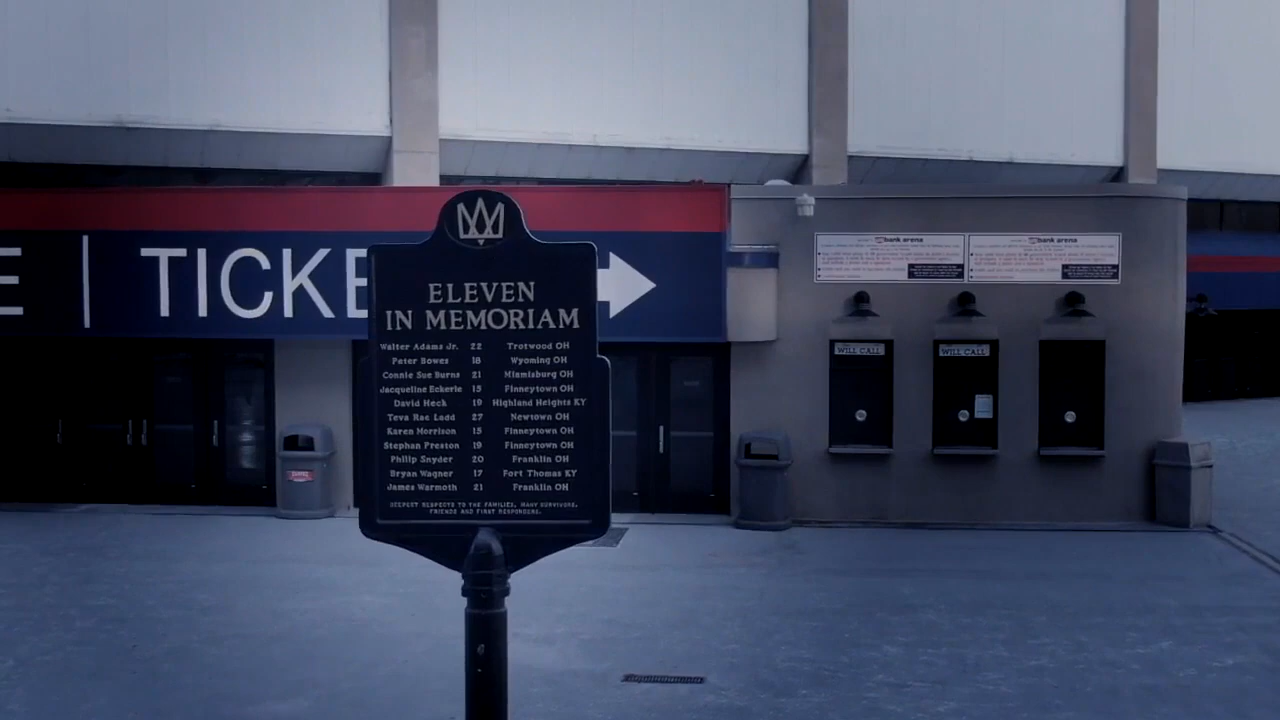 E | TICKE
ELEVEN
IN MEMORIAM
Walter Adams Jr. 22 Trotwood OH
Peter Bowes 18 Wyoming OH
Connie Sue Burns 21 Miamisburg OH
Jacqueline Eckerle 15 Finneytown OH
David Heck 19 Highland Heights KY
Teva Rae Ladd 27 Newtown OH
Karen Morrison 15 Finneytown OH
Stephan Preston 19 Finneytown OH
Philip Snyder 20 Franklin OH
Bryan Wagner 17 Fort Thomas KY
James Warmoth 21 Franklin OH
DEEPEST RESPECTS TO THE FAMILIES, MANY SURVIVORS,
FRIENDS AND FIRST RESPONDERS.
bank arena
bank arena
WILL CALL
WILL CALL